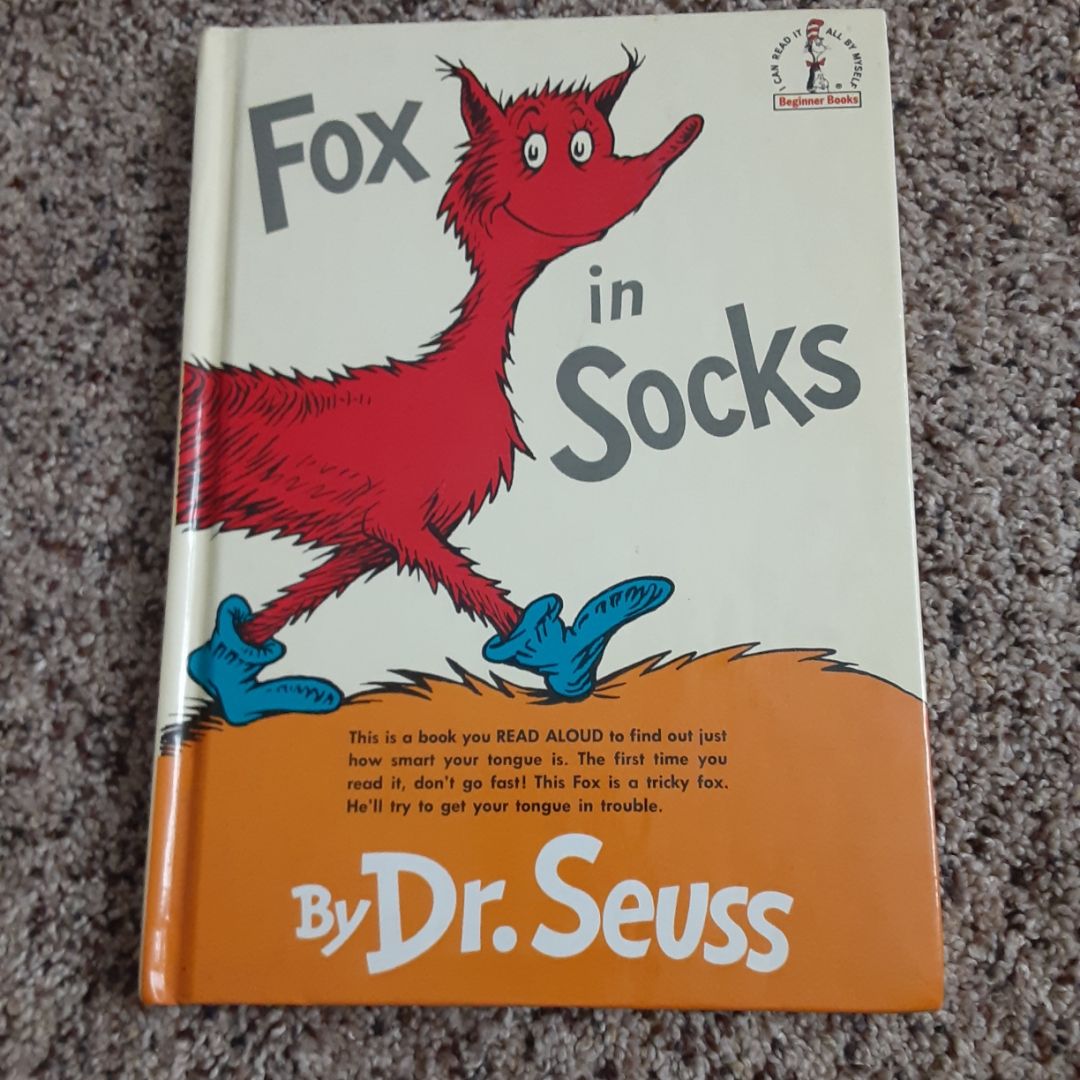 I CAN READ IT ALL BY MYSELF
Beginner Books
Fox
in
Socks
This is a book you READ ALOUD to find out just
how smart your tongue is. The first time you
read it, don't go fast! This Fox is a tricky fox.
He'll try to get your tongue in trouble.
By Dr. Seuss